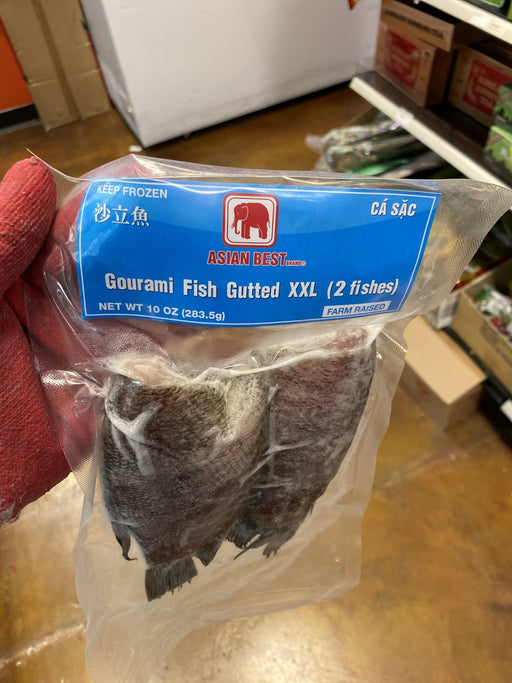 KEEP FROZEN
沙立魚
CÁ SẶC
ASIAN BEST BRAND®
Gourami Fish Gutted XXL (2 fishes)
NET WT 10 OZ (283.5g)
FARM RAISED